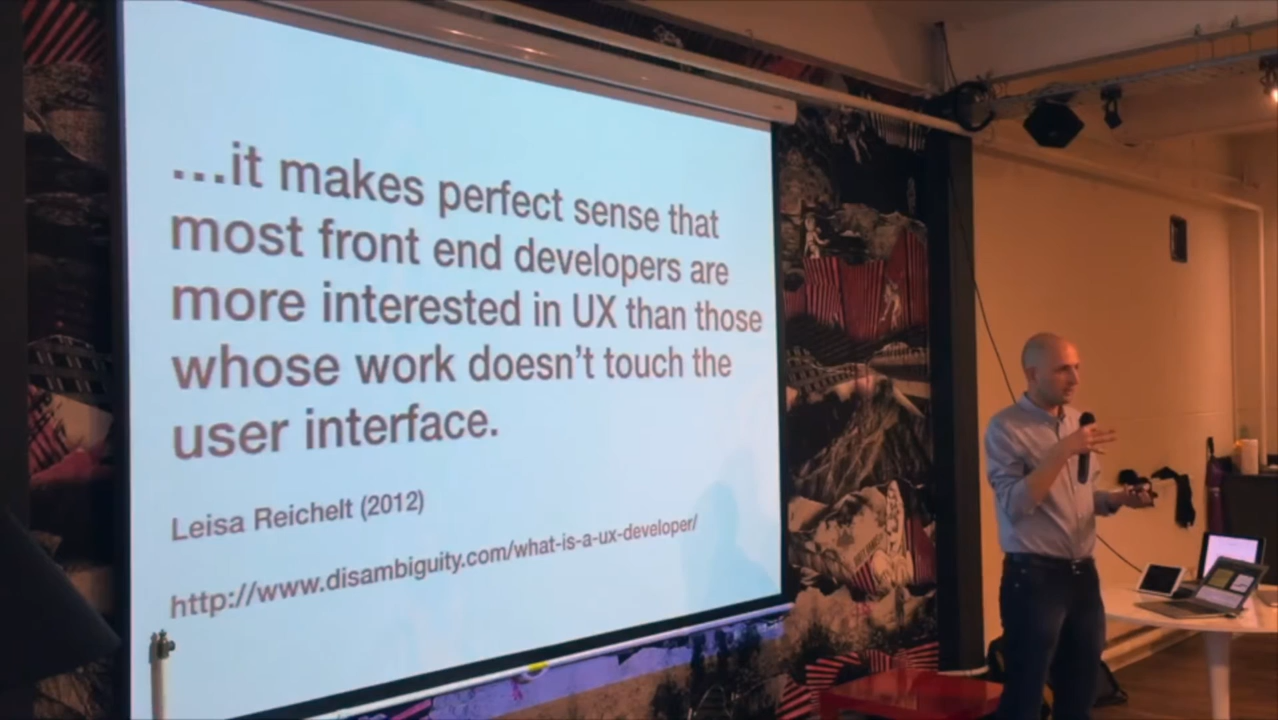 ...it makes perfect sense that
most front end developers are
more interested in UX than those
whose work doesn't touch the
user interface.
Leisa Reichelt (2012)
http://www.disambiguity.com/what-is-a-ux-developer/